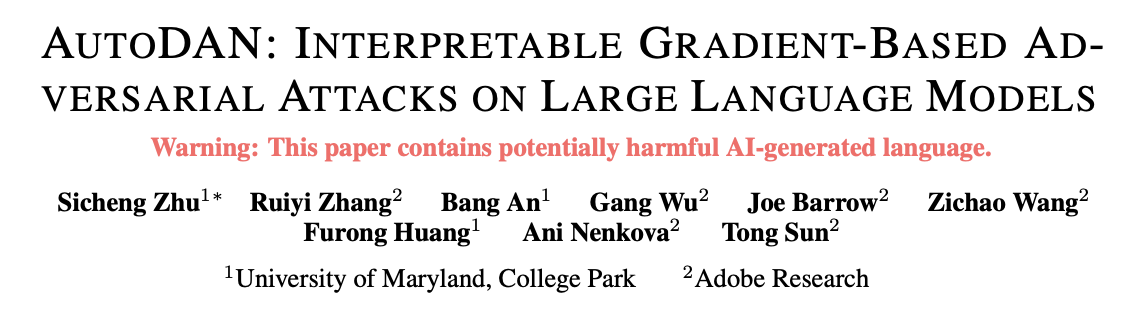 AUTODAN: INTERPRETABLE GRADIENT-BASED AD-
VERSARIAL ATTACKS ON LARGE LANGUAGE MODELS
Warning: This paper contains potentially harmful AI-generated language.
Sicheng Zhu¹* Ruiyi Zhang² Bang An¹ Gang Wu² Joe Barrow² Zichao Wang²
Furong Huang¹ Ani Nenkova² Tong Sun²
¹University of Maryland, College Park ²Adobe Research